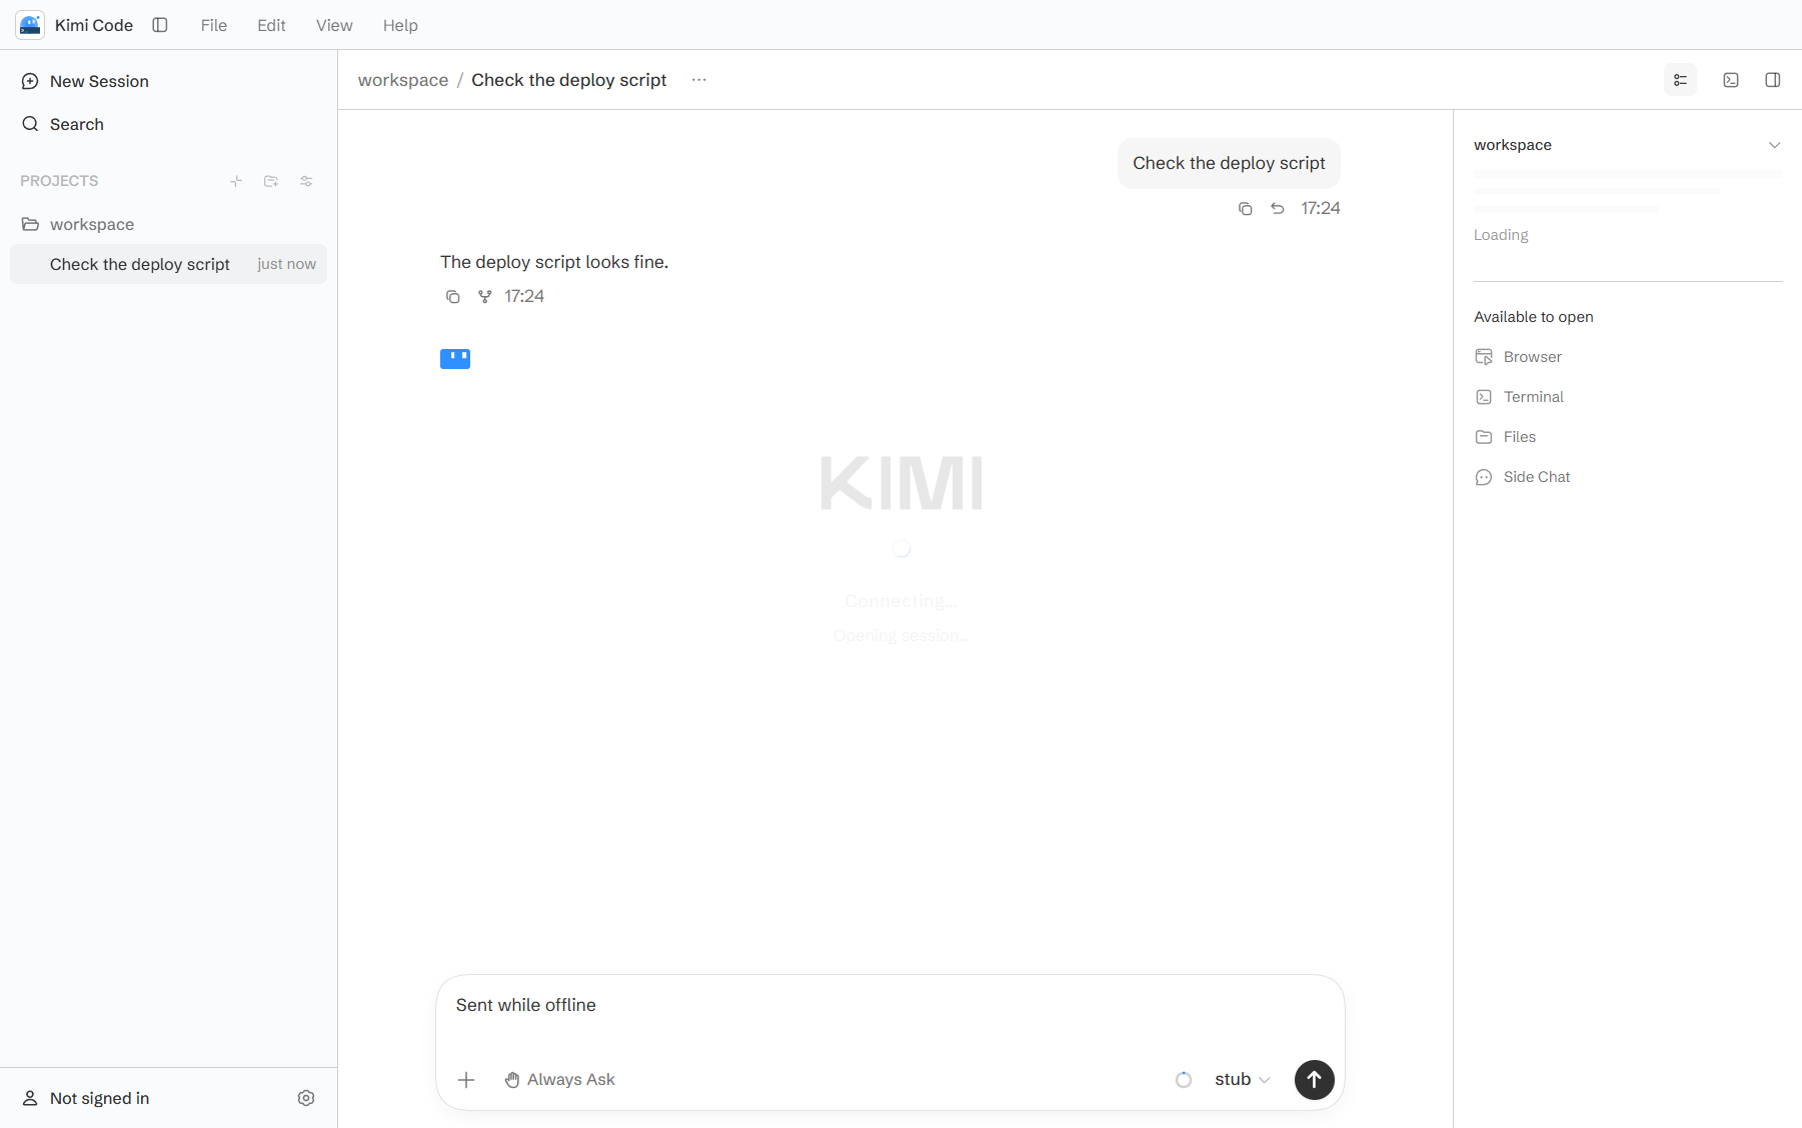 Kimi Code File Edit View Help
New Session
Search
PROJECTS
workspace
Check the deploy script just now
Not signed in
workspace / Check the deploy script ...
Check the deploy script
17:24
The deploy script looks fine.
17:24
KIMI
Connecting...
Opening session...
Sent while offline
Always Ask stub
workspace
Loading
Available to open
Browser
Terminal
Files
Side Chat